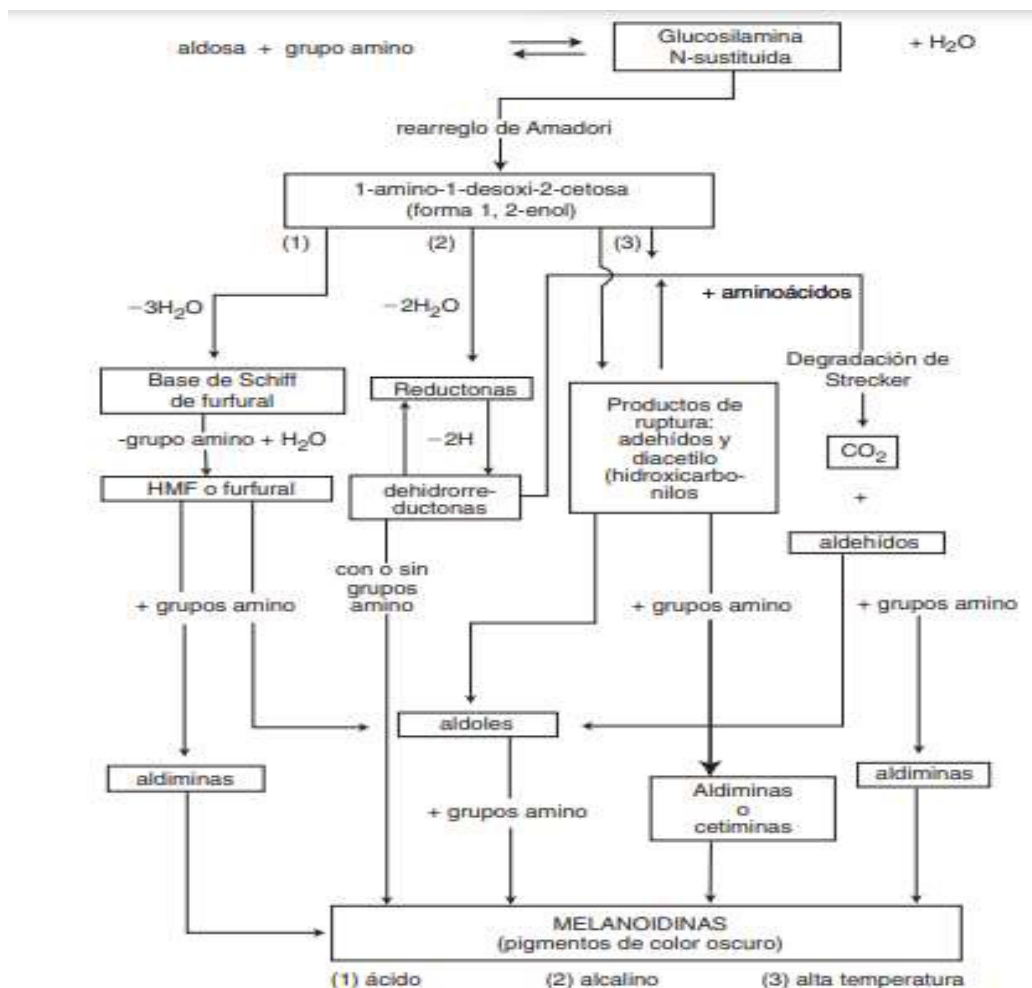 aldosa + grupo amino
Glucosilamina
N-sustituida
+ H₂O
rearreglo de Amadori
1-amino-1-desoxi-2-cetosa
(forma 1, 2-enol)
(1)
(2)
(3)
−3H₂O
−2H₂O
+ aminoácidos
Degradación de
Strecker
Base de Schiff
de furfural
Reductonas
Productos de
ruptura:
adehídos y
diacetilo
(hidroxicarbo-
nilos
CO₂
-grupo amino + H₂O
−2H
HMF o furfural
dehidrorre-
ductonas
+
aldehídos
con o sin
grupos
amino
+ grupos amino
+ grupos amino
+ grupos amino
aldoles
aldiminas
aldiminas
+ grupos amino
Aldiminas
o
cetiminas
MELANOIDINAS
(pigmentos de color oscuro)
(1) ácido
(2) alcalino
(3) alta temperatura